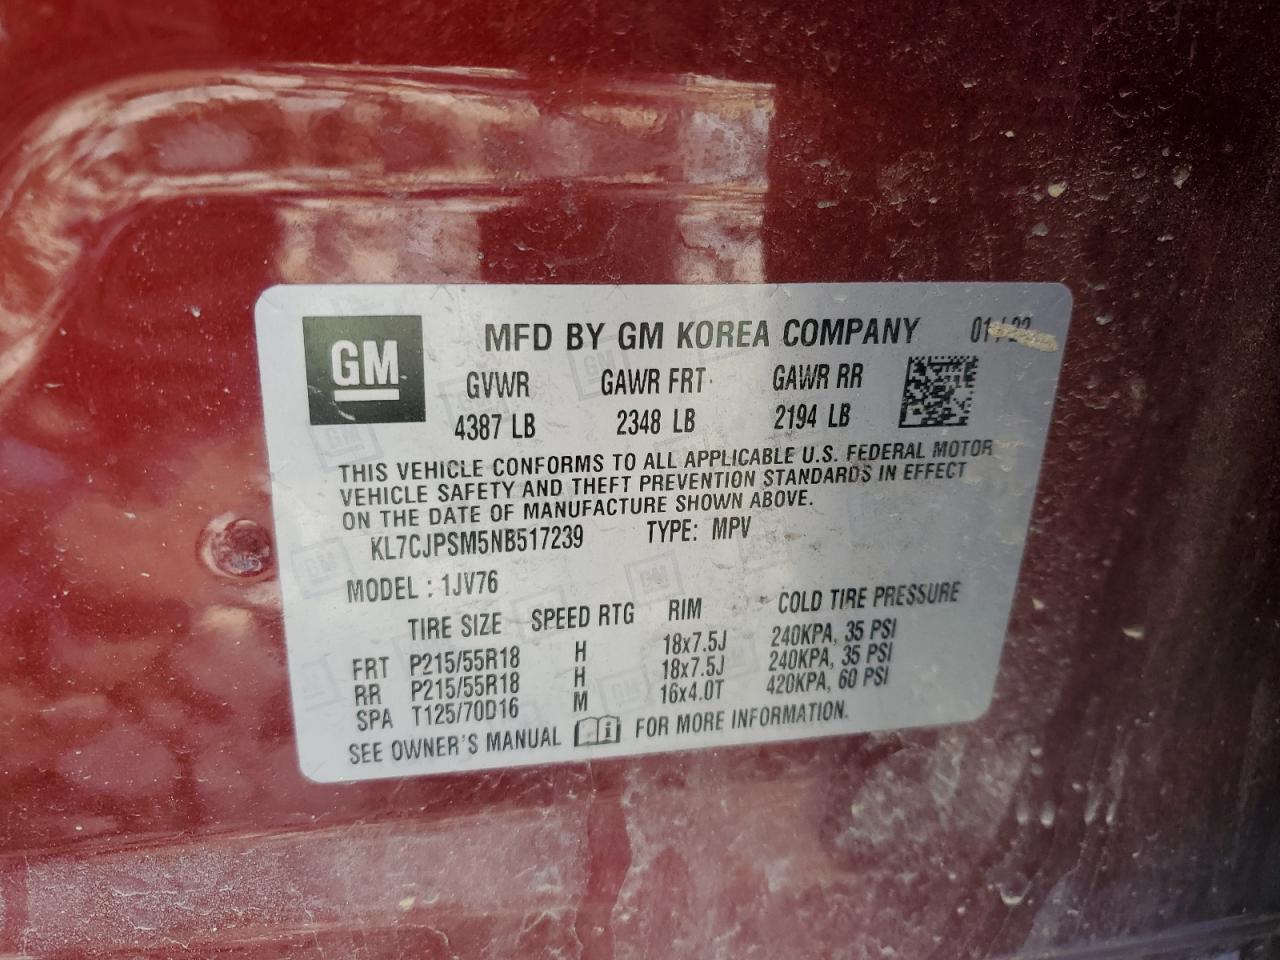 GM
MFD BY GM KOREA COMPANY 01/22
GVWR GAWR FRT GAWR RR
4387 LB 2348 LB 2194 LB
THIS VEHICLE CONFORMS TO ALL APPLICABLE U.S. FEDERAL MOTOR
VEHICLE SAFETY AND THEFT PREVENTION STANDARDS IN EFFECT
ON THE DATE OF MANUFACTURE SHOWN ABOVE.
KL7CJPSM5NB517239 TYPE: MPV
MODEL : 1JV76
TIRE SIZE SPEED RTG RIM COLD TIRE PRESSURE
FRT P215/55R18 H 18x7.5J 240KPA, 35 PSI
RR P215/55R18 H 18x7.5J 240KPA, 35 PSI
SPA T125/70D16 M 16x4.0T 420KPA, 60 PSI
SEE OWNER'S MANUAL i FOR MORE INFORMATION.